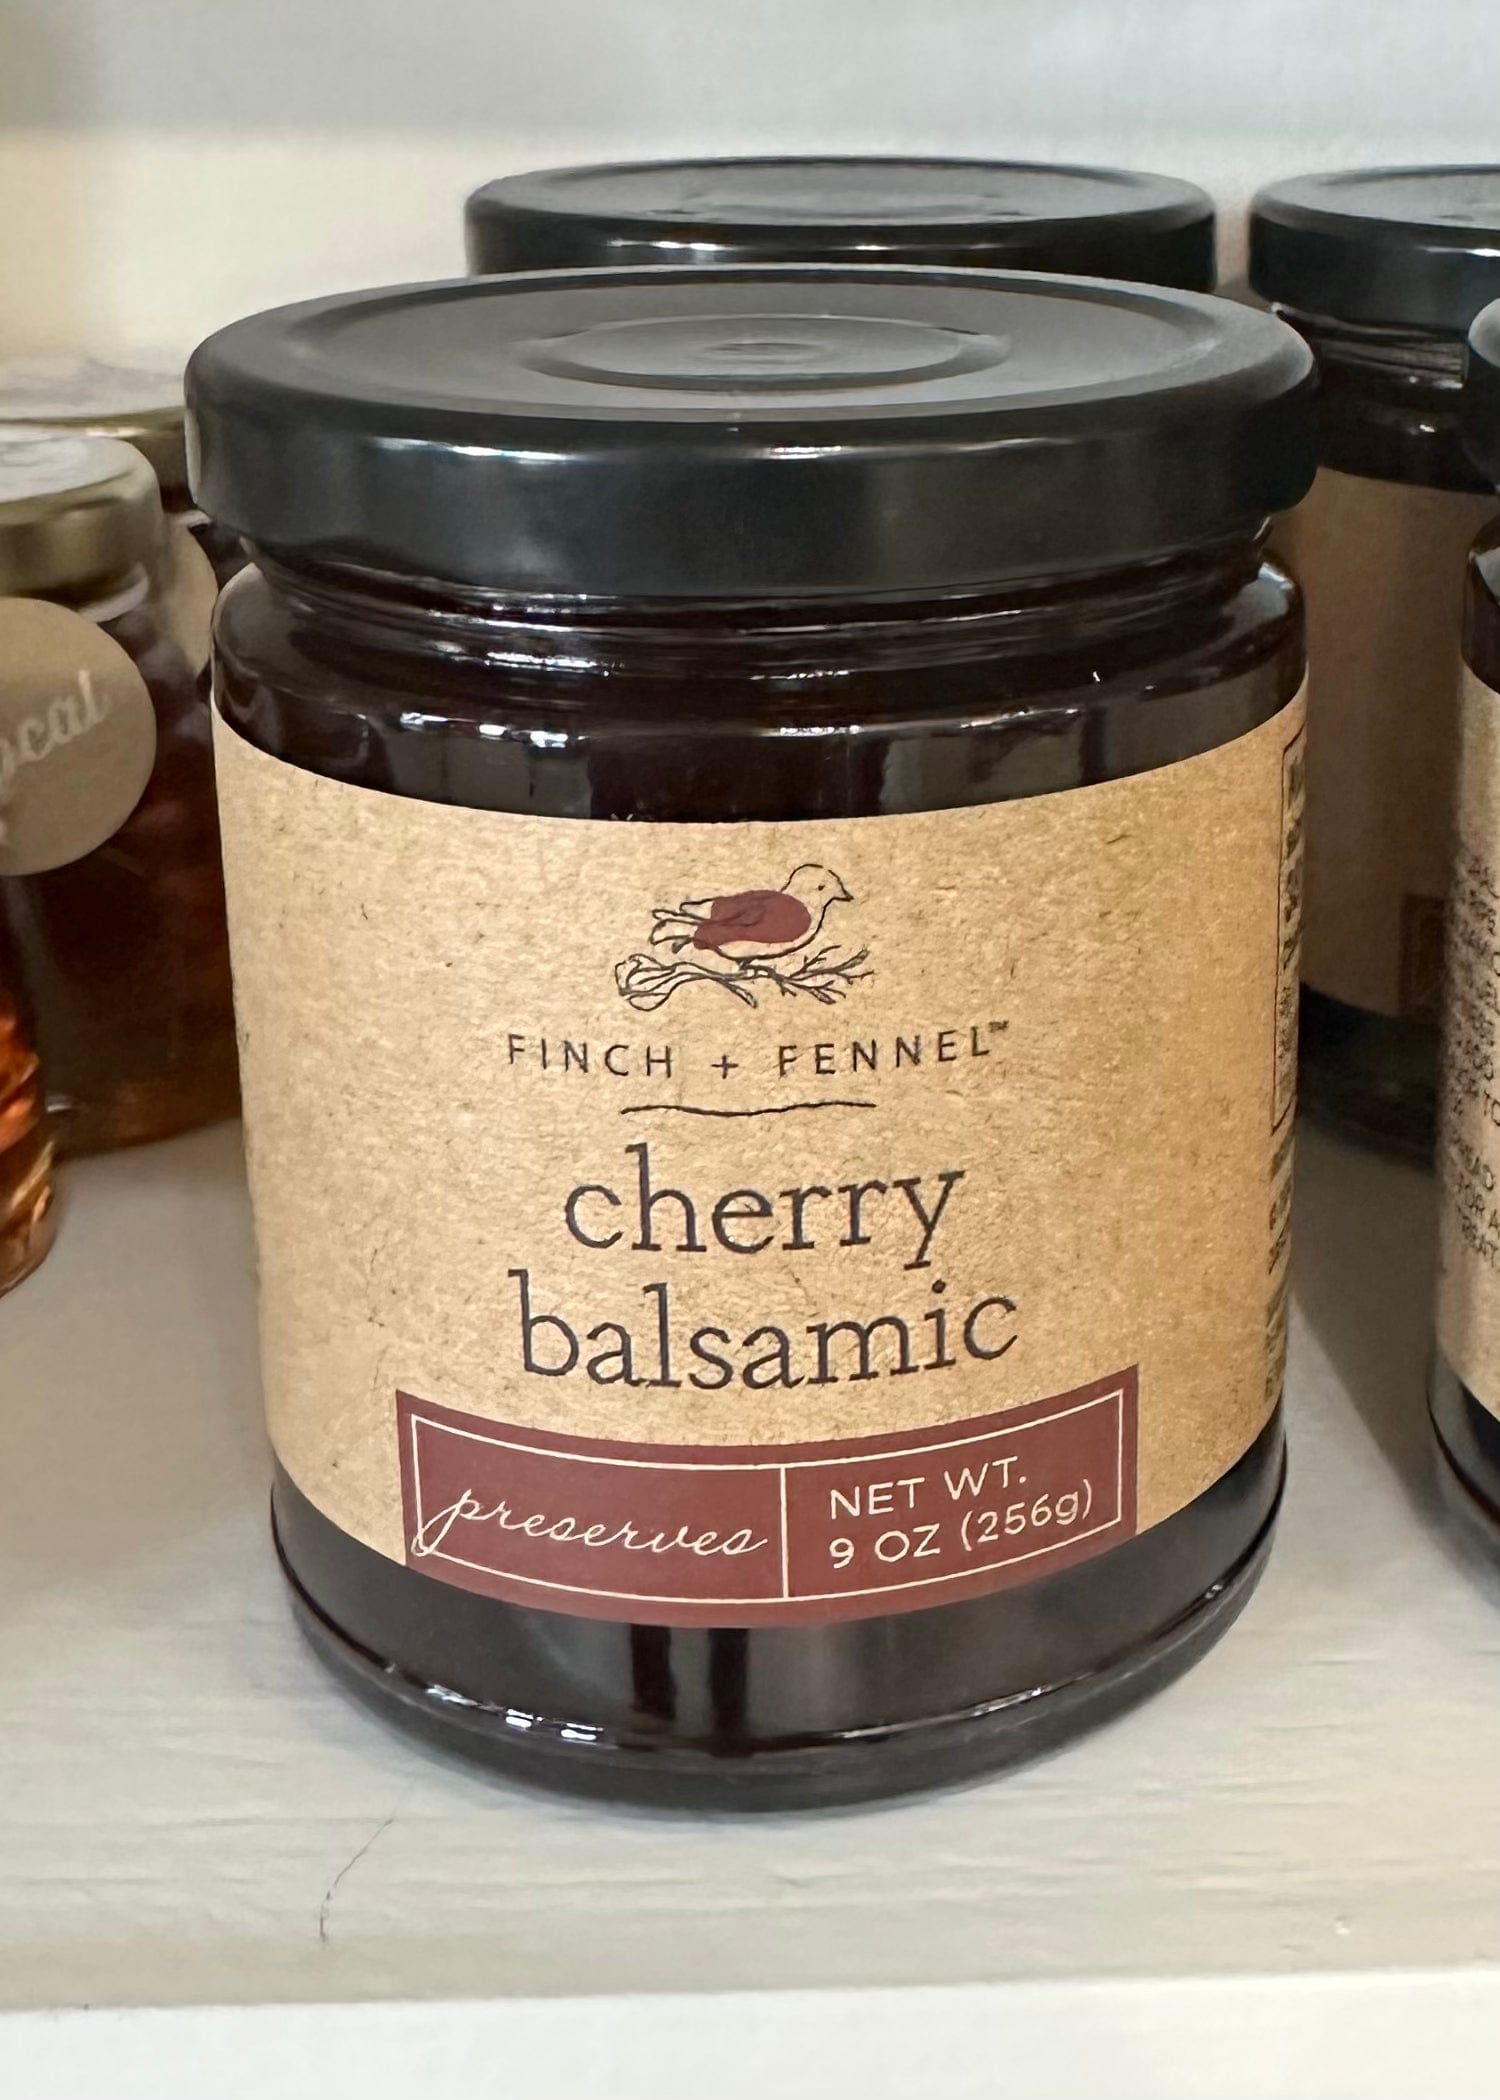 FINCH + FENNEL™
cherry
balsamic
preserves
NET WT.
9 OZ (256g)